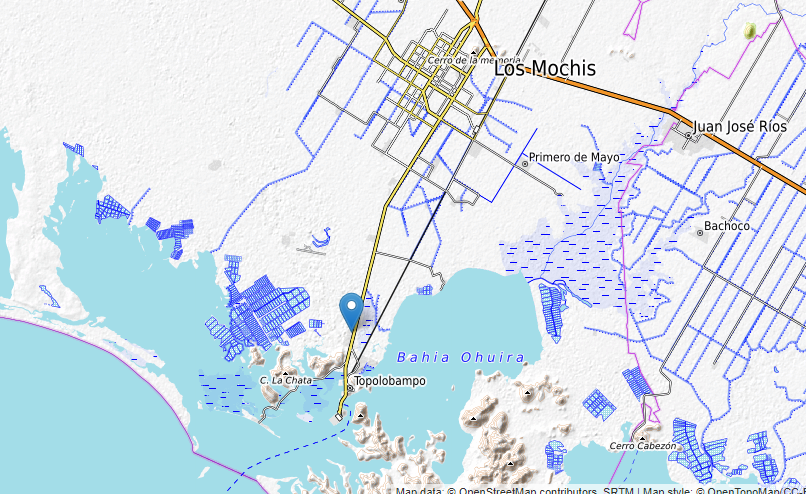 Cerro de la memoria
Los Mochis
Juan José Ríos
Primero de Mayo
Bachoco
Bahia Ohuira
C. La Chata
Topolobampo
Cerro Cabezón
Map data: © OpenStreetMap contributors, SRTM | Map style: © OpenTopoMap (CC-